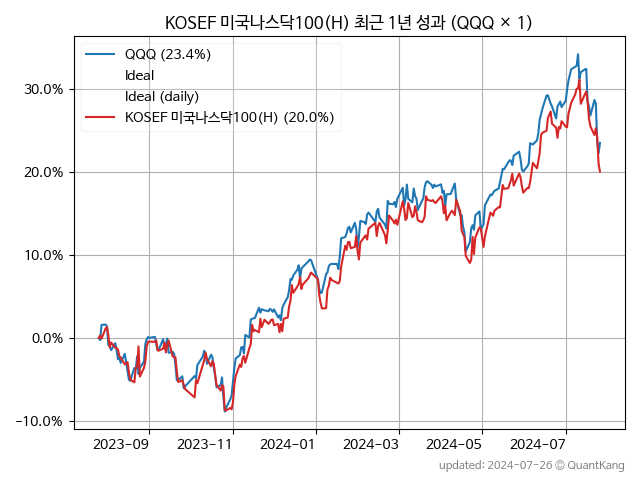 KOSEF 미국나스닥100(H) 최근 1년 성과 (QQQ × 1)
QQQ (23.4%)
Ideal
Ideal (daily)
KOSEF 미국나스닥100(H) (20.0%)
30.0%
20.0%
10.0%
0.0%
−10.0%
2023−09
2023−11
2024−01
2024−03
2024−05
2024−07
updated: 2024-07-26 © QuantKang